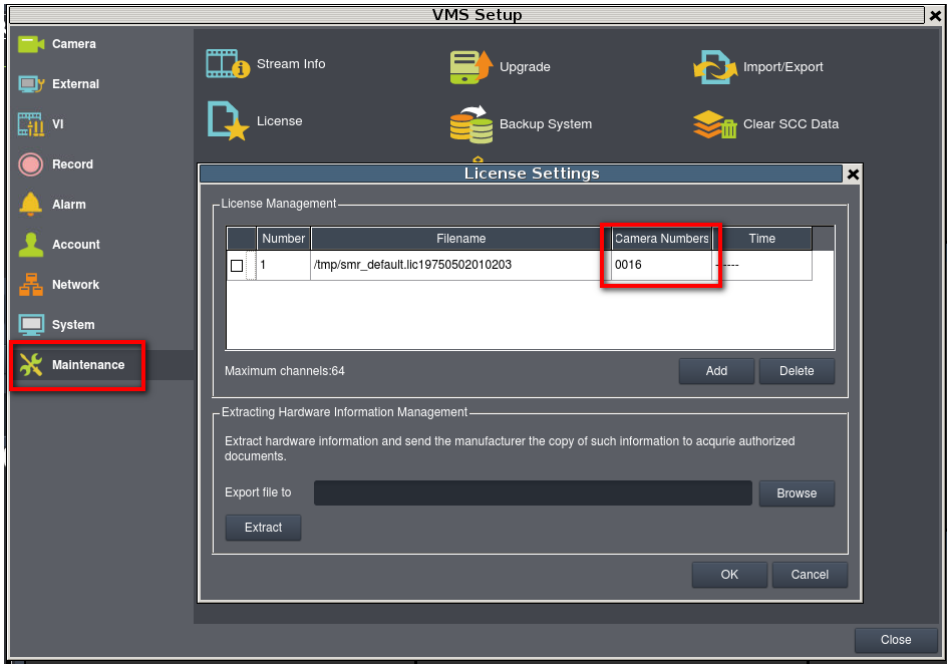 VMS Setup
Camera
External
VI
Record
Alarm
Account
Network
System
Maintenance
Stream Info
Upgrade
Import/Export
License
Backup System
Clear SCC Data
License Settings
License Management
Number Filename Camera Numbers Time
1 /tmp/smr_default.lic19750502010203 0016 ------
Maximum channels:64
Add Delete
Extracting Hardware Information Management
Extract hardware information and send the manufacturer the copy of such information to acqurie authorized
documents.
Export file to
Browse
Extract
OK Cancel
Close